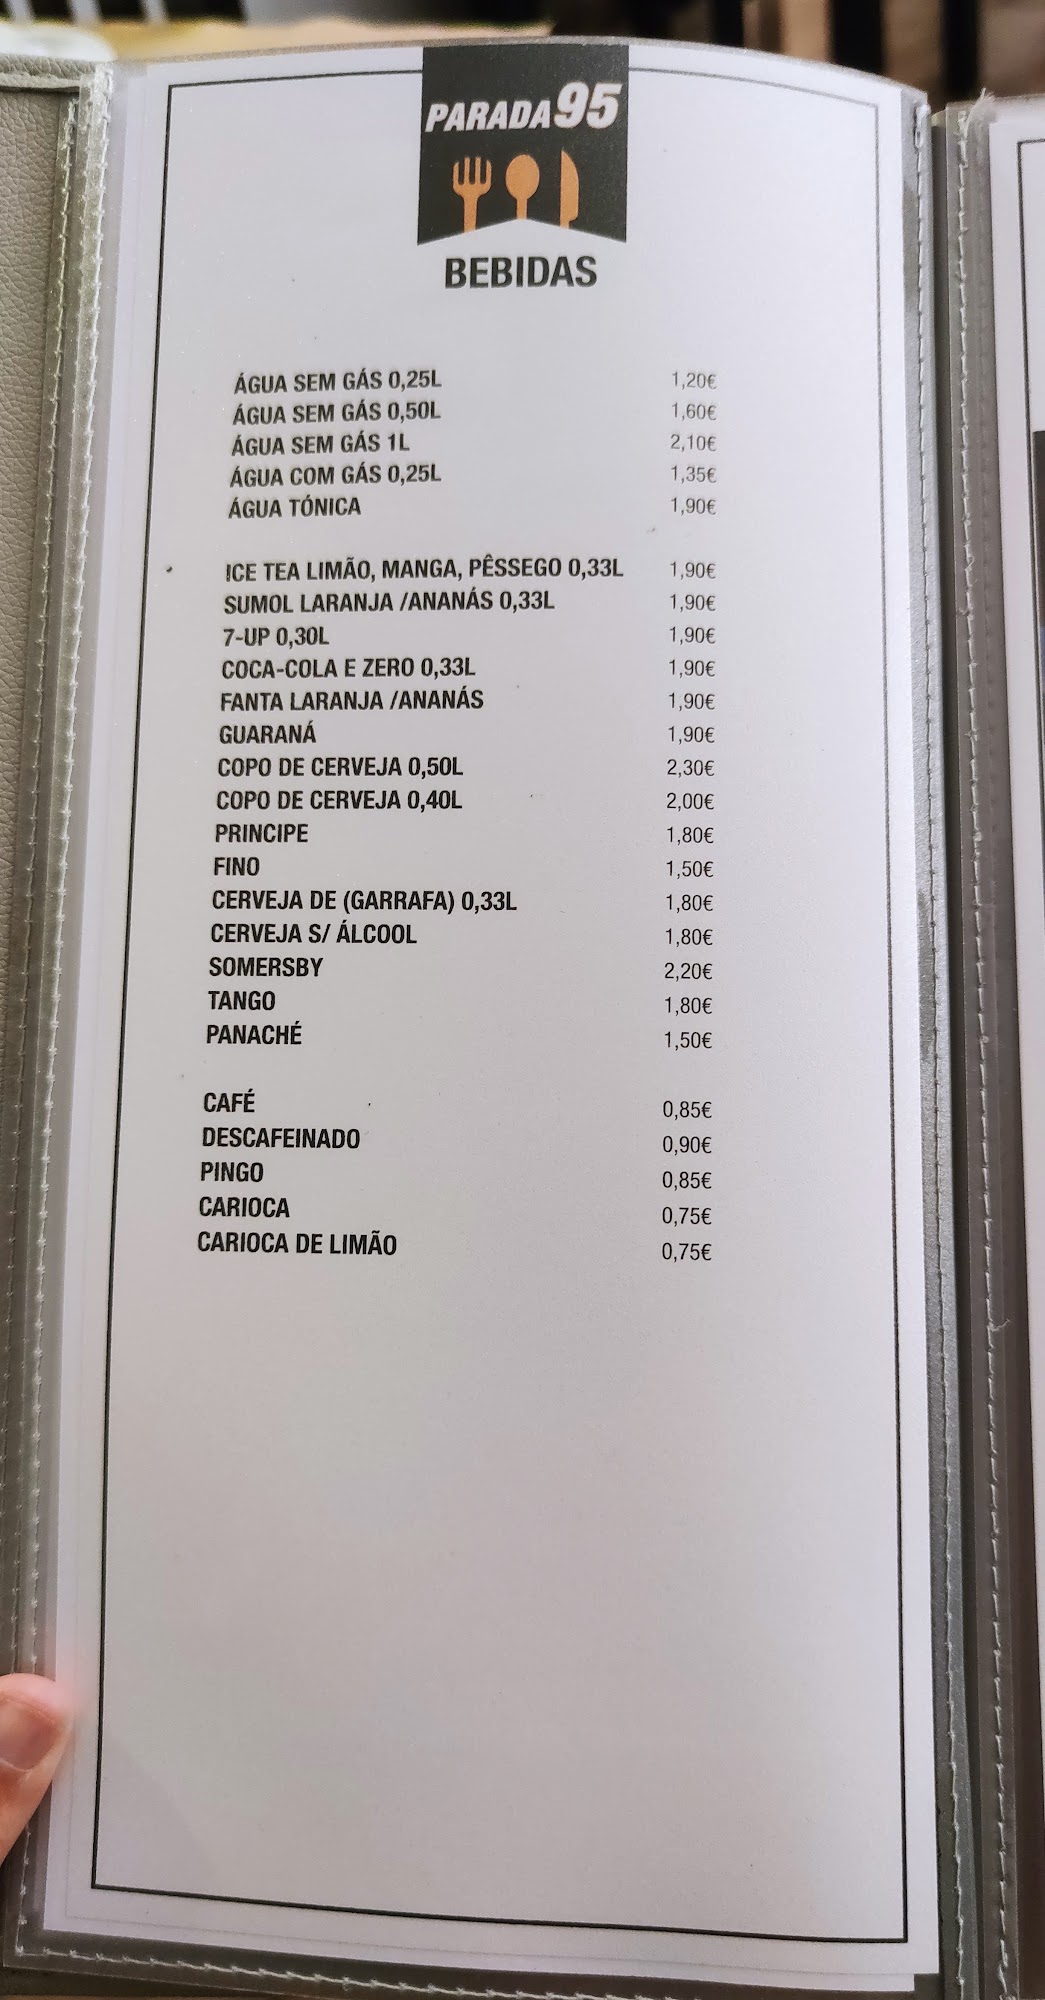 PARADA 95
BEBIDAS
ÁGUA SEM GÁS 0,25L 1,20€
ÁGUA SEM GÁS 0,50L 1,60€
ÁGUA SEM GÁS 1L 2,10€
ÁGUA COM GÁS 0,25L 1,35€
ÁGUA TÓNICA 1,90€
ICE TEA LIMÃO, MANGA, PÊSSEGO 0,33L 1,90€
SUMOL LARANJA /ANANÁS 0,33L 1,90€
7-UP 0,30L 1,90€
COCA-COLA E ZERO 0,33L 1,90€
FANTA LARANJA /ANANÁS 1,90€
GUARANÁ 1,90€
COPO DE CERVEJA 0,50L 2,30€
COPO DE CERVEJA 0,40L 2,00€
PRINCIPE 1,80€
FINO 1,50€
CERVEJA DE (GARRAFA) 0,33L 1,80€
CERVEJA S/ ÁLCOOL 1,80€
SOMERSBY 2,20€
TANGO 1,80€
PANACHÉ 1,50€
CAFÉ 0,85€
DESCAFEINADO 0,90€
PINGO 0,85€
CARIOCA 0,75€
CARIOCA DE LIMÃO 0,75€